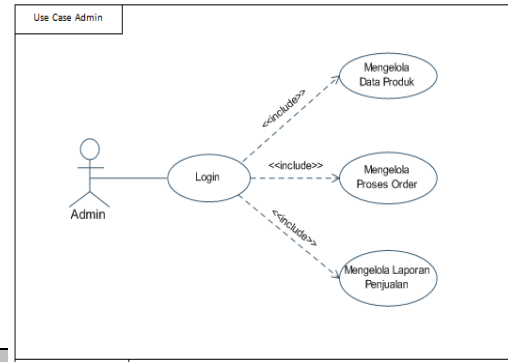 Use Case Admin
Mengelola
Data Produk
<<include>>
<<include>>
Mengelola
Proses Order
Login
Admin
<<include>>
Mengelola Laporan
Penjualan